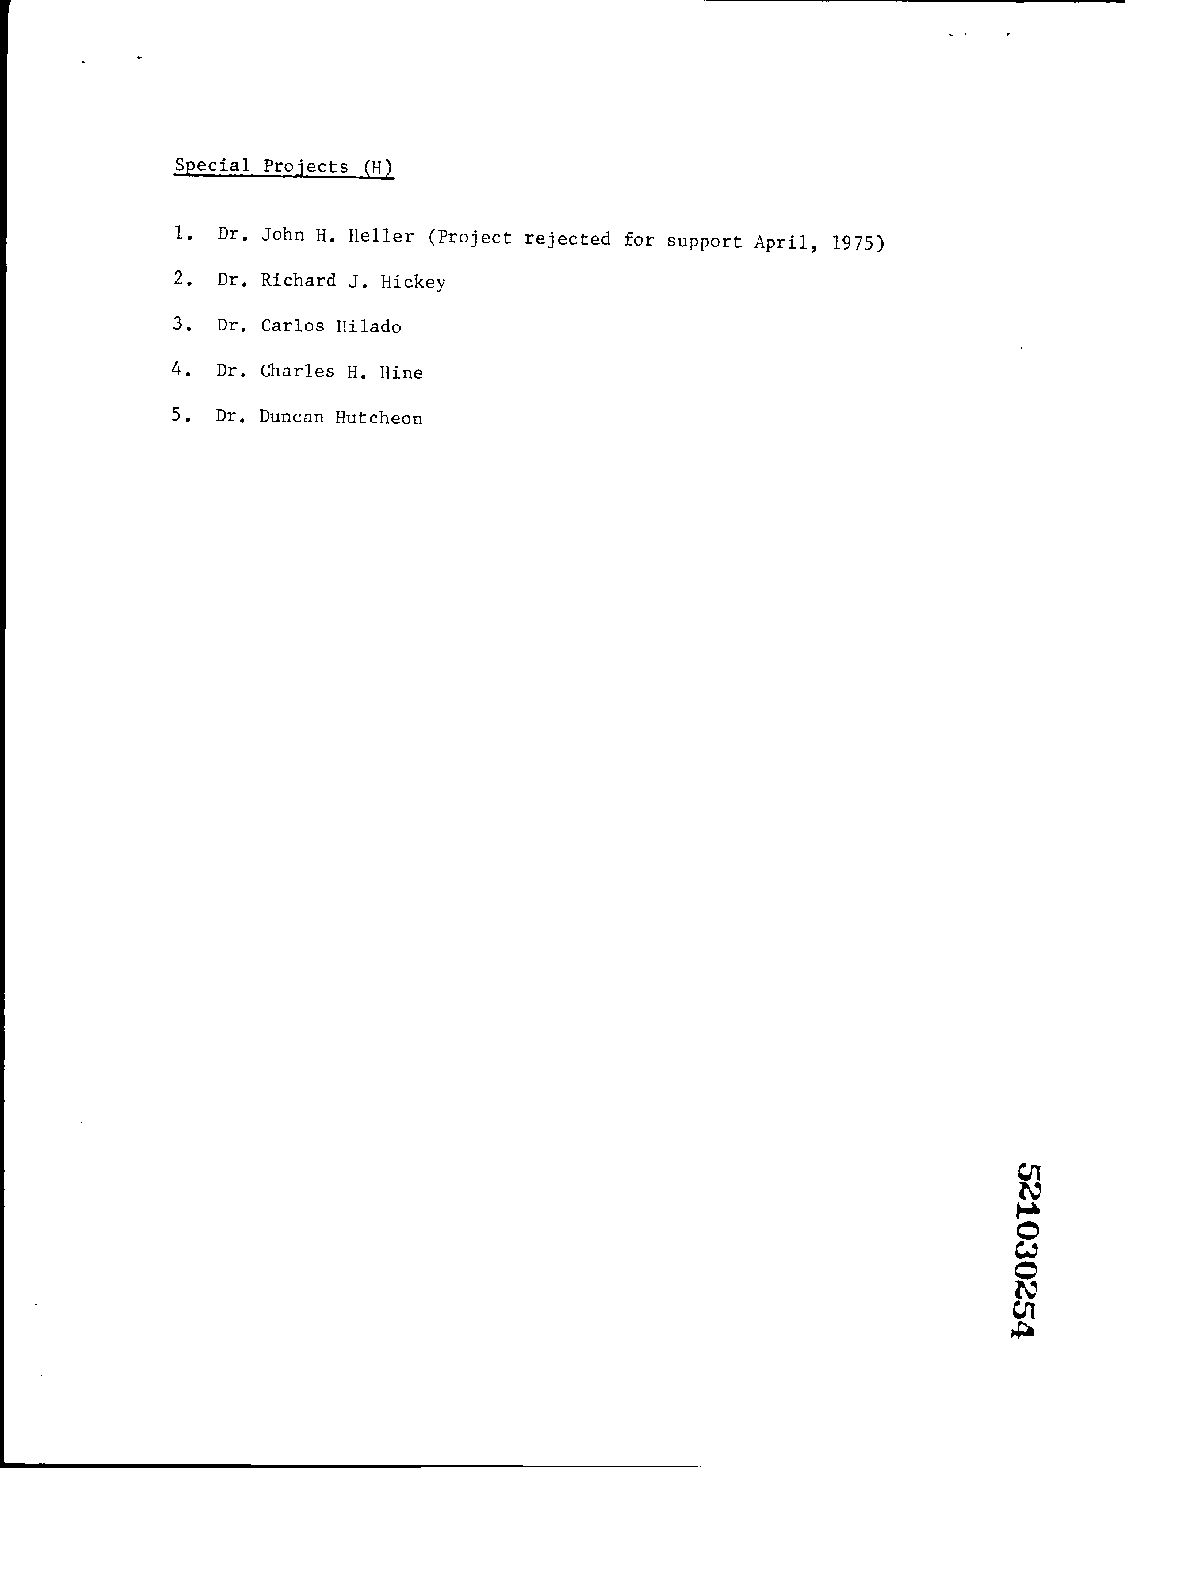 Special Projects (H)
1. Dr. John H. Heller (Project rejected for support April, 1975)
2. Dr. Richard J. Hickey
3. Dr. Carlos Hilado
4. Dr. Charles H. Hine
5. Dr. Duncan Hutcheon
521030254